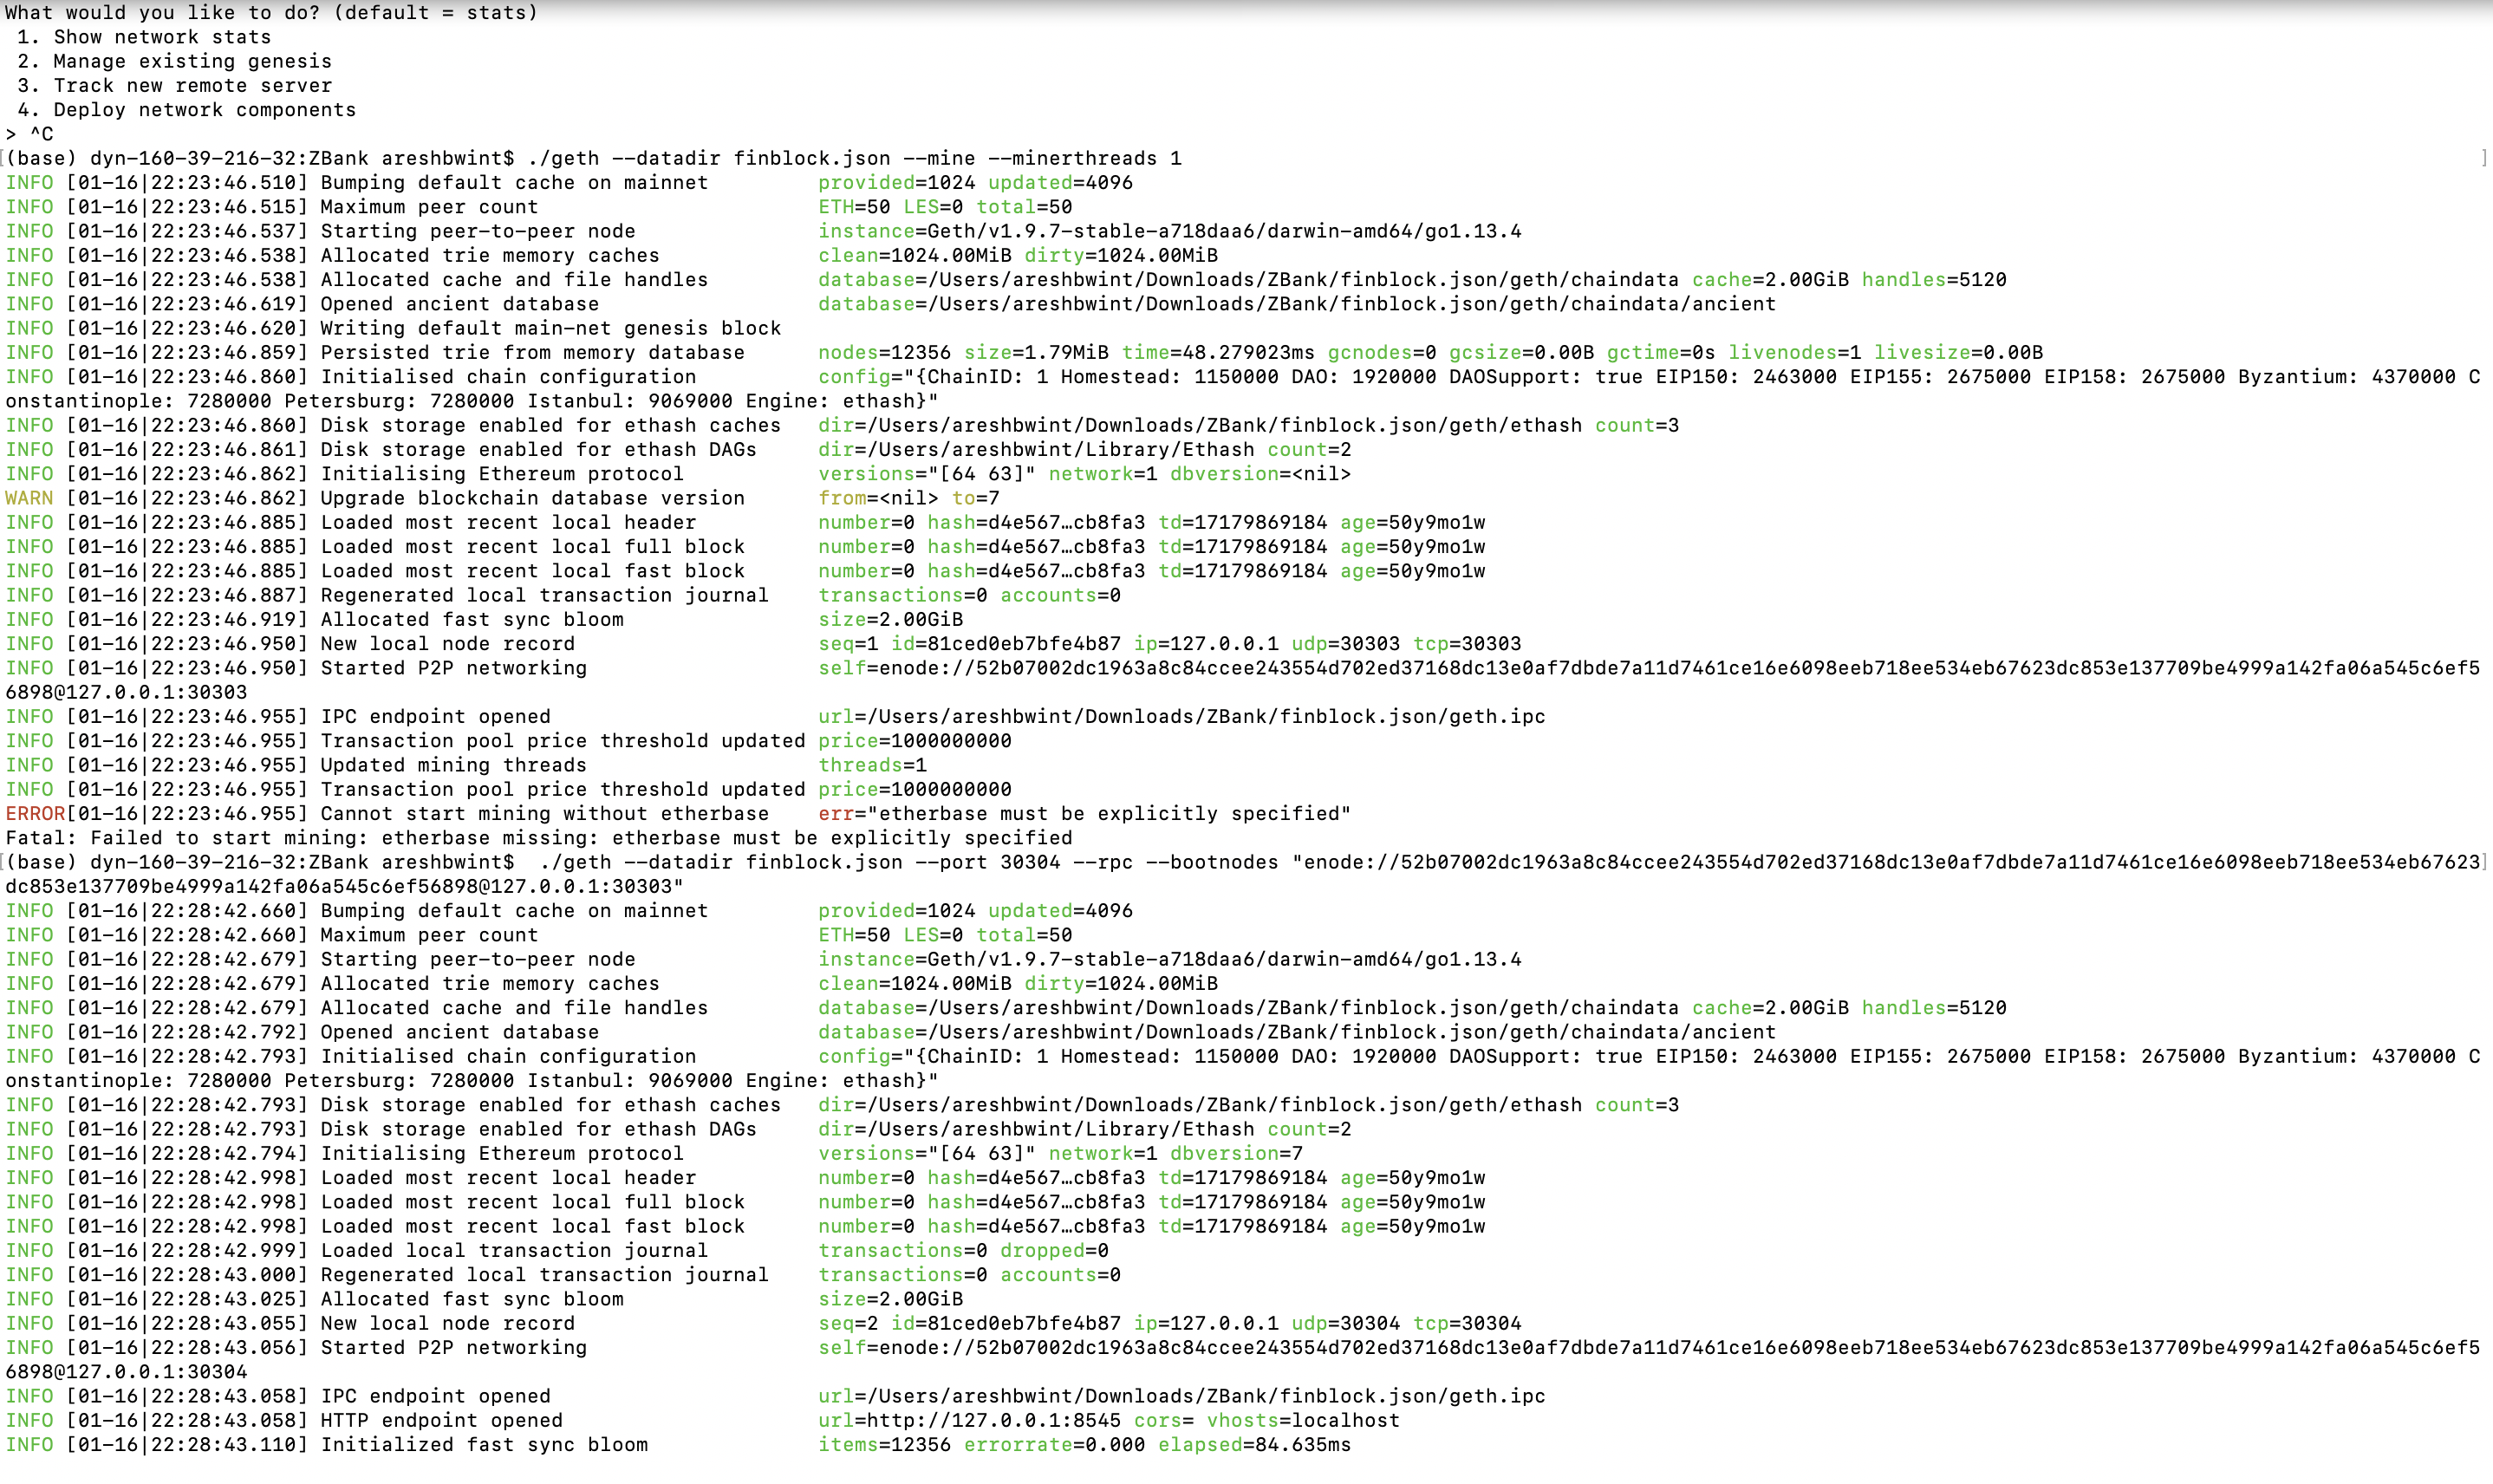 What would you like to do? (default = stats)
 1. Show network stats
 2. Manage existing genesis
 3. Track new remote server
 4. Deploy network components
> ^C
[(base) dyn-160-39-216-32:ZBank areshbwint$ ./geth --datadir finblock.json --mine --minerthreads 1 ]
INFO [01-16|22:23:46.510] Bumping default cache on mainnet provided=1024 updated=4096
INFO [01-16|22:23:46.515] Maximum peer count ETH=50 LES=0 total=50
INFO [01-16|22:23:46.537] Starting peer-to-peer node instance=Geth/v1.9.7-stable-a718daa6/darwin-amd64/go1.13.4
INFO [01-16|22:23:46.538] Allocated trie memory caches clean=1024.00MiB dirty=1024.00MiB
INFO [01-16|22:23:46.538] Allocated cache and file handles database=/Users/areshbwint/Downloads/ZBank/finblock.json/geth/chaindata cache=2.00GiB handles=5120
INFO [01-16|22:23:46.619] Opened ancient database database=/Users/areshbwint/Downloads/ZBank/finblock.json/geth/chaindata/ancient
INFO [01-16|22:23:46.620] Writing default main-net genesis block
INFO [01-16|22:23:46.859] Persisted trie from memory database nodes=12356 size=1.79MiB time=48.279023ms gcnodes=0 gcsize=0.00B gctime=0s livenodes=1 livesize=0.00B
INFO [01-16|22:23:46.860] Initialised chain configuration config="{ChainID: 1 Homestead: 1150000 DAO: 1920000 DAOSupport: true EIP150: 2463000 EIP155: 2675000 EIP158: 2675000 Byzantium: 4370000 C
onstantinople: 7280000 Petersburg: 7280000 Istanbul: 9069000 Engine: ethash}"
INFO [01-16|22:23:46.860] Disk storage enabled for ethash caches dir=/Users/areshbwint/Downloads/ZBank/finblock.json/geth/ethash count=3
INFO [01-16|22:23:46.861] Disk storage enabled for ethash DAGs dir=/Users/areshbwint/Library/Ethash count=2
INFO [01-16|22:23:46.862] Initialising Ethereum protocol versions="[64 63]" network=1 dbversion=<nil>
WARN [01-16|22:23:46.862] Upgrade blockchain database version from=<nil> to=7
INFO [01-16|22:23:46.885] Loaded most recent local header number=0 hash=d4e567…cb8fa3 td=17179869184 age=50y9mo1w
INFO [01-16|22:23:46.885] Loaded most recent local full block number=0 hash=d4e567…cb8fa3 td=17179869184 age=50y9mo1w
INFO [01-16|22:23:46.885] Loaded most recent local fast block number=0 hash=d4e567…cb8fa3 td=17179869184 age=50y9mo1w
INFO [01-16|22:23:46.887] Regenerated local transaction journal transactions=0 accounts=0
INFO [01-16|22:23:46.919] Allocated fast sync bloom size=2.00GiB
INFO [01-16|22:23:46.950] New local node record seq=1 id=81ced0eb7bfe4b87 ip=127.0.0.1 udp=30303 tcp=30303
INFO [01-16|22:23:46.950] Started P2P networking self=enode://52b07002dc1963a8c84ccee243554d702ed37168dc13e0af7dbde7a11d7461ce16e6098eeb718ee534eb67623dc853e137709be4999a142fa06a545c6ef5
6898@127.0.0.1:30303
INFO [01-16|22:23:46.955] IPC endpoint opened url=/Users/areshbwint/Downloads/ZBank/finblock.json/geth.ipc
INFO [01-16|22:23:46.955] Transaction pool price threshold updated price=1000000000
INFO [01-16|22:23:46.955] Updated mining threads threads=1
INFO [01-16|22:23:46.955] Transaction pool price threshold updated price=1000000000
ERROR[01-16|22:23:46.955] Cannot start mining without etherbase err="etherbase must be explicitly specified"
Fatal: Failed to start mining: etherbase missing: etherbase must be explicitly specified
[(base) dyn-160-39-216-32:ZBank areshbwint$  ./geth --datadir finblock.json --port 30304 --rpc --bootnodes "enode://52b07002dc1963a8c84ccee243554d702ed37168dc13e0af7dbde7a11d7461ce16e6098eeb718ee534eb67623]
dc853e137709be4999a142fa06a545c6ef56898@127.0.0.1:30303"
INFO [01-16|22:28:42.660] Bumping default cache on mainnet provided=1024 updated=4096
INFO [01-16|22:28:42.660] Maximum peer count ETH=50 LES=0 total=50
INFO [01-16|22:28:42.679] Starting peer-to-peer node instance=Geth/v1.9.7-stable-a718daa6/darwin-amd64/go1.13.4
INFO [01-16|22:28:42.679] Allocated trie memory caches clean=1024.00MiB dirty=1024.00MiB
INFO [01-16|22:28:42.679] Allocated cache and file handles database=/Users/areshbwint/Downloads/ZBank/finblock.json/geth/chaindata cache=2.00GiB handles=5120
INFO [01-16|22:28:42.792] Opened ancient database database=/Users/areshbwint/Downloads/ZBank/finblock.json/geth/chaindata/ancient
INFO [01-16|22:28:42.793] Initialised chain configuration config="{ChainID: 1 Homestead: 1150000 DAO: 1920000 DAOSupport: true EIP150: 2463000 EIP155: 2675000 EIP158: 2675000 Byzantium: 4370000 C
onstantinople: 7280000 Petersburg: 7280000 Istanbul: 9069000 Engine: ethash}"
INFO [01-16|22:28:42.793] Disk storage enabled for ethash caches dir=/Users/areshbwint/Downloads/ZBank/finblock.json/geth/ethash count=3
INFO [01-16|22:28:42.793] Disk storage enabled for ethash DAGs dir=/Users/areshbwint/Library/Ethash count=2
INFO [01-16|22:28:42.794] Initialising Ethereum protocol versions="[64 63]" network=1 dbversion=7
INFO [01-16|22:28:42.998] Loaded most recent local header number=0 hash=d4e567…cb8fa3 td=17179869184 age=50y9mo1w
INFO [01-16|22:28:42.998] Loaded most recent local full block number=0 hash=d4e567…cb8fa3 td=17179869184 age=50y9mo1w
INFO [01-16|22:28:42.998] Loaded most recent local fast block number=0 hash=d4e567…cb8fa3 td=17179869184 age=50y9mo1w
INFO [01-16|22:28:42.999] Loaded local transaction journal transactions=0 dropped=0
INFO [01-16|22:28:43.000] Regenerated local transaction journal transactions=0 accounts=0
INFO [01-16|22:28:43.025] Allocated fast sync bloom size=2.00GiB
INFO [01-16|22:28:43.055] New local node record seq=2 id=81ced0eb7bfe4b87 ip=127.0.0.1 udp=30304 tcp=30304
INFO [01-16|22:28:43.056] Started P2P networking self=enode://52b07002dc1963a8c84ccee243554d702ed37168dc13e0af7dbde7a11d7461ce16e6098eeb718ee534eb67623dc853e137709be4999a142fa06a545c6ef5
6898@127.0.0.1:30304
INFO [01-16|22:28:43.058] IPC endpoint opened url=/Users/areshbwint/Downloads/ZBank/finblock.json/geth.ipc
INFO [01-16|22:28:43.058] HTTP endpoint opened url=http://127.0.0.1:8545 cors= vhosts=localhost
INFO [01-16|22:28:43.110] Initialized fast sync bloom items=12356 errorrate=0.000 elapsed=84.635ms